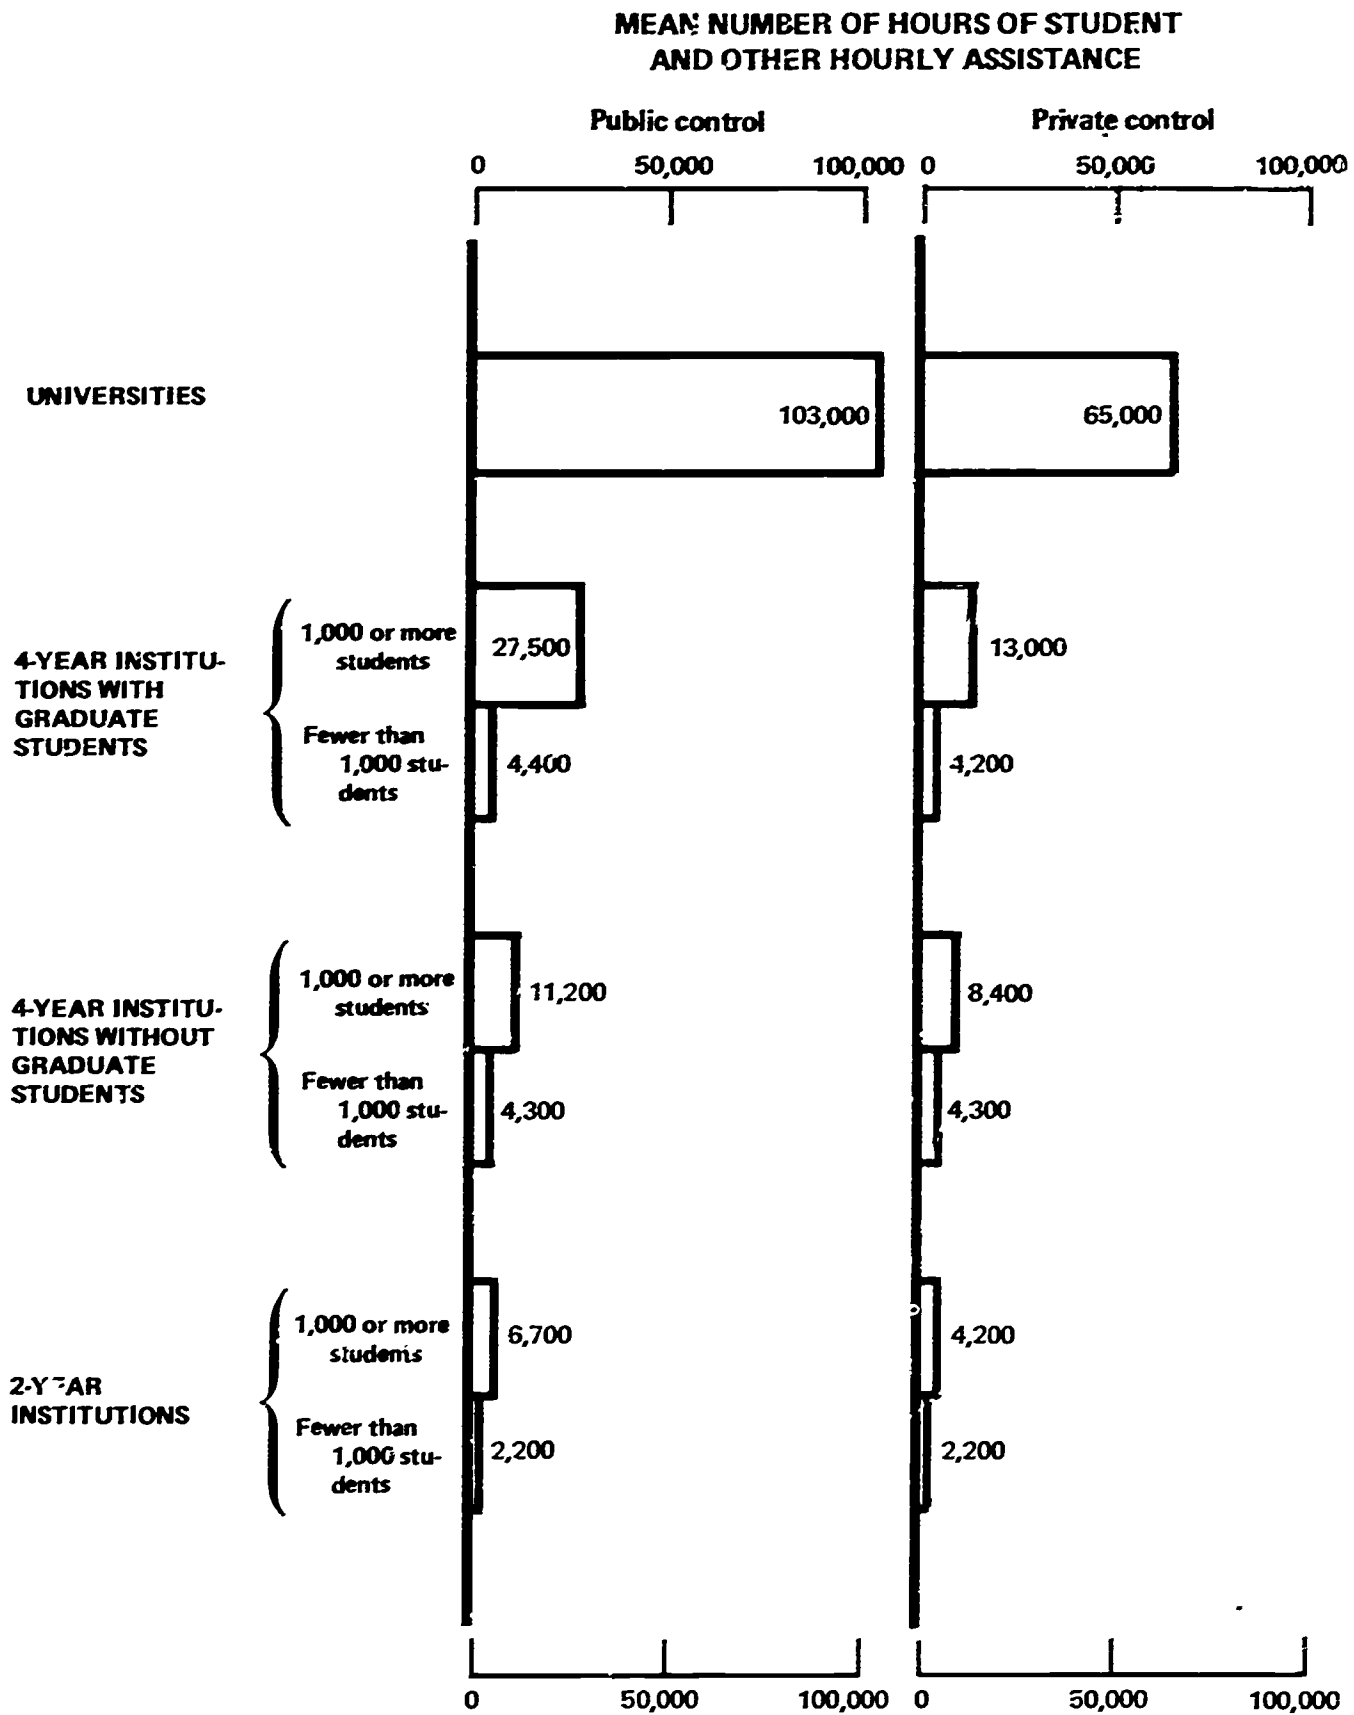 MEAN NUMBER OF HOURS OF STUDENT
AND OTHER HOURLY ASSISTANCE
Public control
Private control
0 50,000 100,000 0 50,000 100,000
UNIVERSITIES
103,000
65,000
4-YEAR INSTITU-
TIONS WITH
GRADUATE
STUDENTS
1,000 or more
students
27,500
13,000
Fewer than
1,000 stu-
dents
4,400
4,200
4-YEAR INSTITU-
TIONS WITHOUT
GRADUATE
STUDENTS
1,000 or more
students
11,200
8,400
Fewer than
1,000 stu-
dents
4,300
4,300
2-YEAR
INSTITUTIONS
1,000 or more
students
6,700
4,200
Fewer than
1,000 stu-
dents
2,200
2,200
0 50,000 100,000 0 50,000 100,000